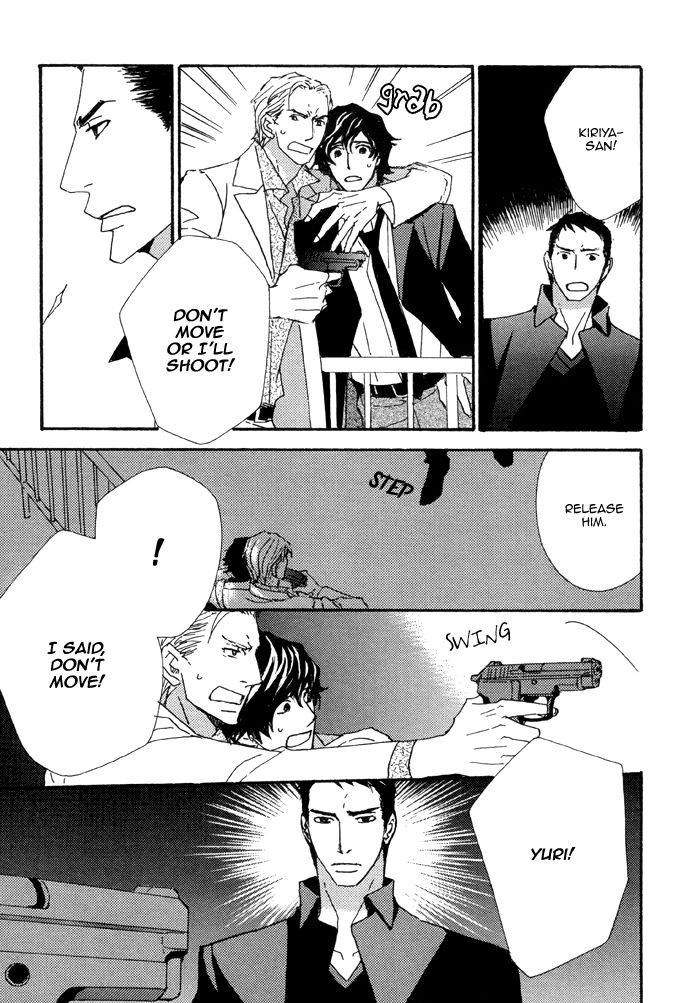 KIRIYA-
SAN!
grab
DON'T
MOVE
OR I'LL
SHOOT!
RELEASE
HIM.
STEP
!
SWING
I SAID,
DON'T
MOVE!
YURI!